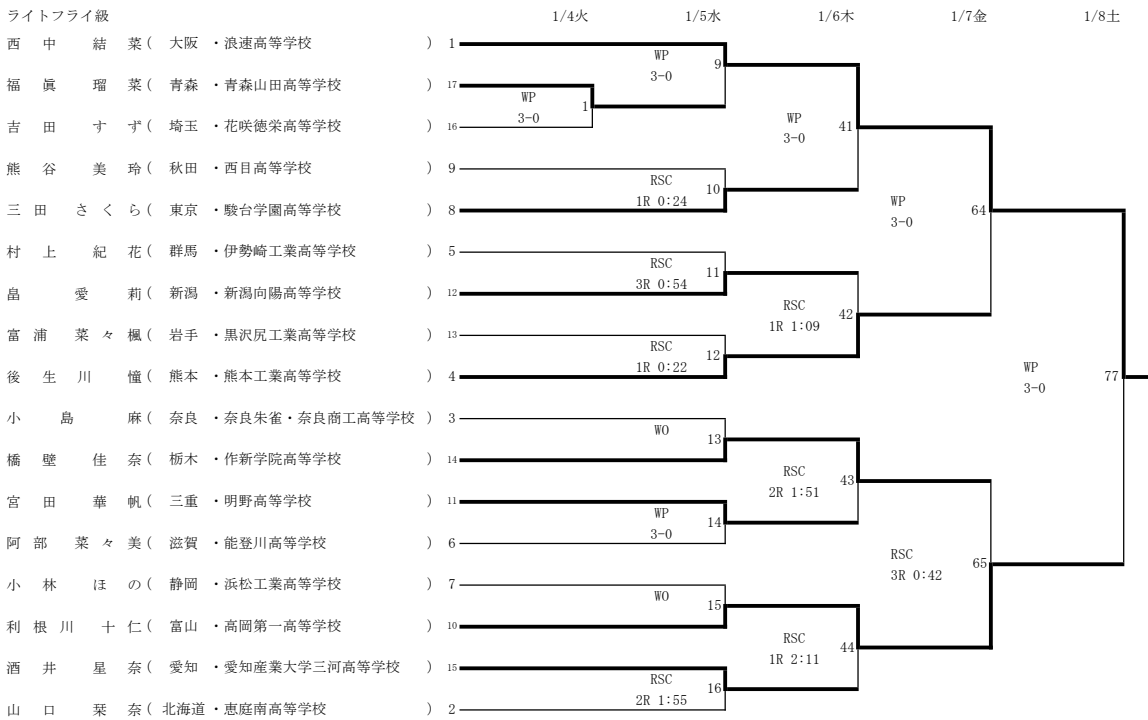 ライトフライ級 1/4火 1/5水 1/6木 1/7金 1/8土
西中 結菜( 大阪 ・浪速高等学校 ) 1
WP 9
3-0
福眞 瑠菜( 青森 ・青森山田高等学校 ) 17
WP 1
3-0
吉田 すず( 埼玉 ・花咲徳栄高等学校 ) 16
WP 41
3-0
熊谷 美玲( 秋田 ・西目高等学校 ) 9
RSC 10
1R 0:24
三田さくら( 東京 ・駿台学園高等学校 ) 8
WP 64
3-0
村上 紀花( 群馬 ・伊勢崎工業高等学校 ) 5
RSC 11
3R 0:54
畠 愛莉( 新潟 ・新潟向陽高等学校 ) 12
RSC 42
1R 1:09
富浦菜々楓( 岩手 ・黒沢尻工業高等学校 ) 13
RSC 12
1R 0:22
後生川 憧( 熊本 ・熊本工業高等学校 ) 4
WP 77
3-0
小島 麻( 奈良 ・奈良朱雀・奈良商工高等学校 ) 3
WO 13
橋壁 佳奈( 栃木 ・作新学院高等学校 ) 14
RSC 43
2R 1:51
宮田 華帆( 三重 ・明野高等学校 ) 11
WP 14
3-0
阿部菜々美( 滋賀 ・能登川高等学校 ) 6
RSC 65
3R 0:42
小林 ほの( 静岡 ・浜松工業高等学校 ) 7
WO 15
利根川 十仁( 富山 ・高岡第一高等学校 ) 10
RSC 44
1R 2:11
酒井 星奈( 愛知 ・愛知産業大学三河高等学校 ) 15
RSC 16
2R 1:55
山口 栞奈( 北海道 ・恵庭南高等学校 ) 2